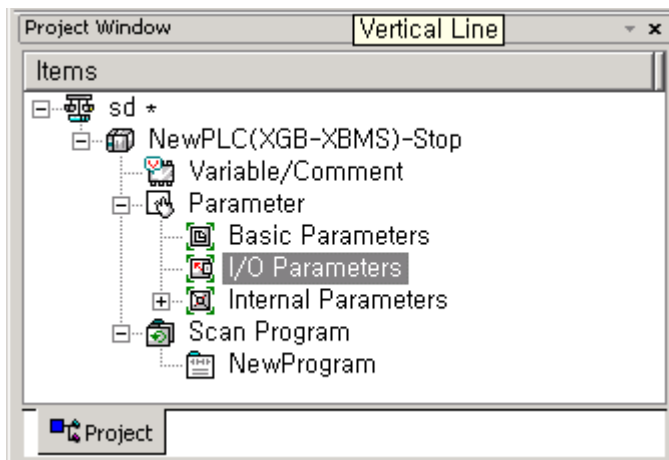 Project Window
Vertical Line
Items
sd *
NewPLC(XGB-XBMS)-Stop
Variable/Comment
Parameter
Basic Parameters
I/O Parameters
Internal Parameters
Scan Program
NewProgram
Project